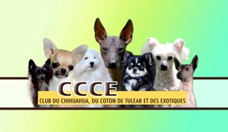 CCCE
CLUB DU CHIHUAHUA, DU COTON DE TULEAR ET DES EXOTIQUES